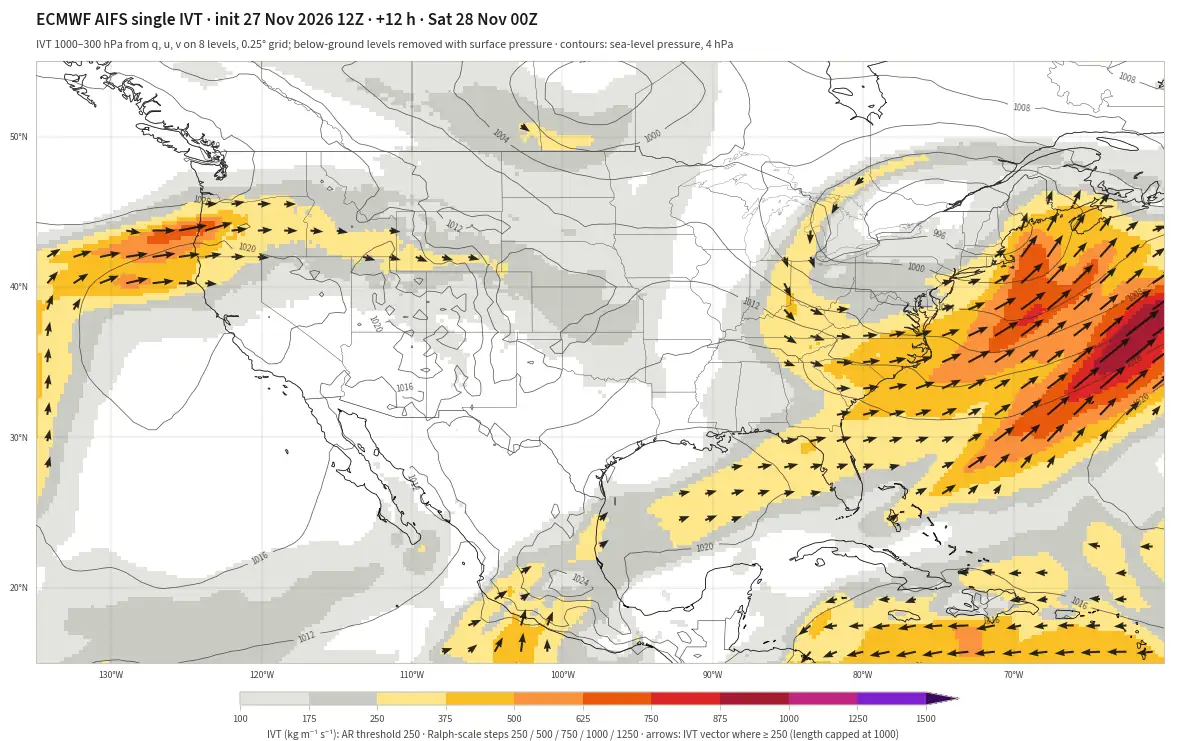 ECMWF AIFS single IVT · init 27 Nov 2026 12Z · +12 h · Sat 28 Nov 00Z
IVT 1000–300 hPa from q, u, v on 8 levels, 0.25° grid; below-ground levels removed with surface pressure · contours: sea-level pressure, 4 hPa
1008
1008
1004
1000
50°N
1012
996
1020
1000
40°N
1012
1020
1016
1020
30°N
1020
1016
1024
20°N
1016
1016
1012
130°W 120°W 110°W 100°W 90°W 80°W 70°W
100 175 250 375 500 625 750 875 1000 1250 1500
IVT (kg m⁻¹ s⁻¹): AR threshold 250 · Ralph-scale steps 250 / 500 / 750 / 1000 / 1250 · arrows: IVT vector where ≥ 250 (length capped at 1000)